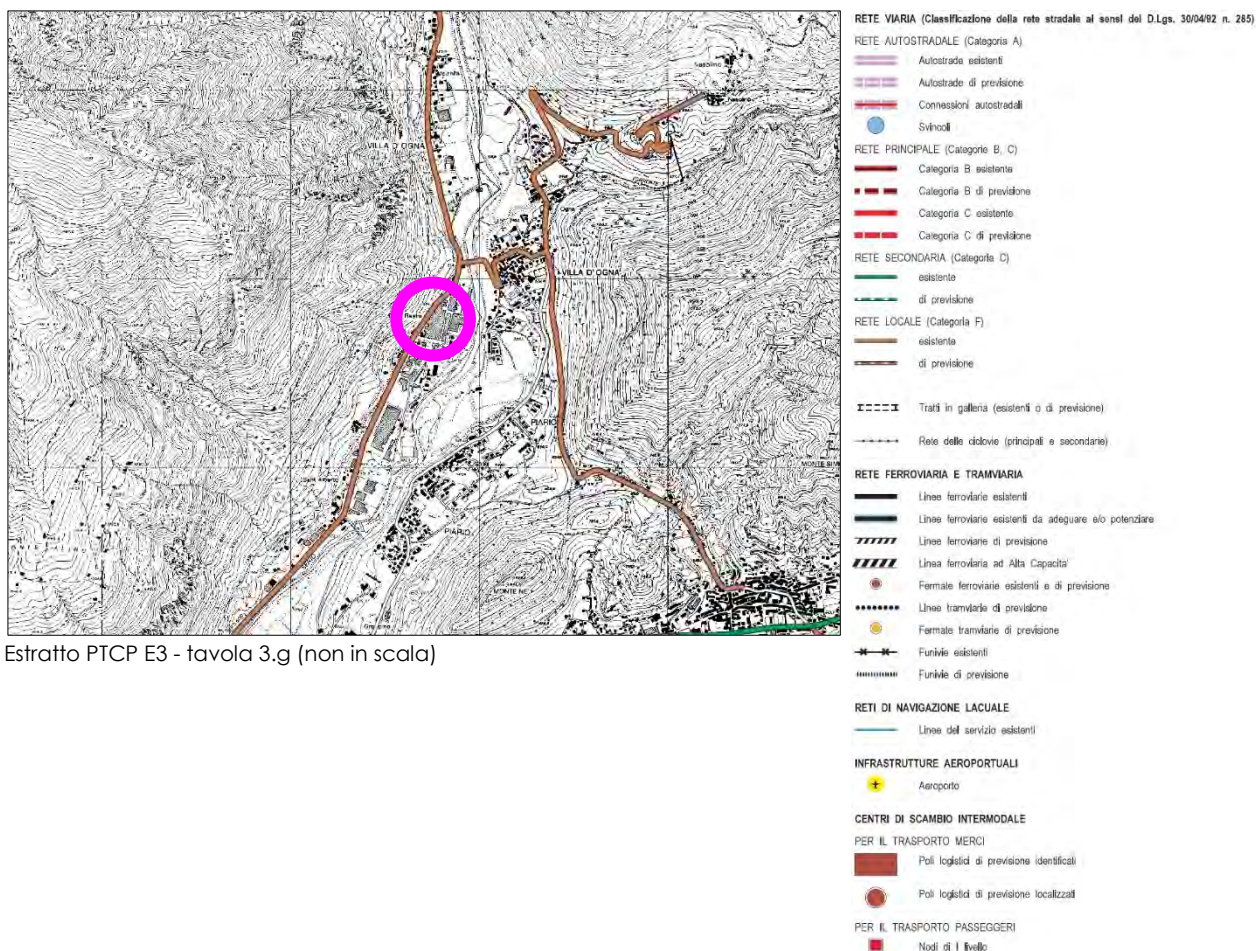 Nasolino
VILLA D'OGNA
Ogna
VILLA D'OGNA
PIARIO
PIARIO
Estratto PTCP E3 - tavola 3.g (non in scala)
RETE VIARIA (Classificazione della rete stradale ai sensi del D.Lgs. 30/04/92 n. 285)
RETE AUTOSTRADALE (Categoria A)
Autostrade esistenti
Autostrade di previsione
Connessioni autostradali
Svincoli
RETE PRINCIPALE (Categorie B, C)
Categoria B esistente
Categoria B di previsione
Categoria C esistente
Categoria C di previsione
RETE SECONDARIA (Categoria C)
esistente
di previsione
RETE LOCALE (Categoria F)
esistente
di previsione
Tratti in galleria (esistenti o di previsione)
Rete delle ciclovie (principali e secondarie)
RETE FERROVIARIA E TRAMVIARIA
Linee ferroviarie esistenti
Linee ferroviarie esistenti da adeguare e/o potenziare
Linee ferroviarie di previsione
Linea ferroviaria ad Alta Capacita'
Fermate ferroviarie esistenti e di previsione
Linee tramviarie di previsione
Fermate tramviarie di previsione
Funivie esistenti
Funivie di previsione
RETI DI NAVIGAZIONE LACUALE
Linee del servizio esistenti
INFRASTRUTTURE AEROPORTUALI
Aeroporto
CENTRI DI SCAMBIO INTERMODALE
PER IL TRASPORTO MERCI
Poli logistici di previsione identificati
Poli logistici di previsione localizzati
PER IL TRASPORTO PASSEGGERI
Nodi di I livello